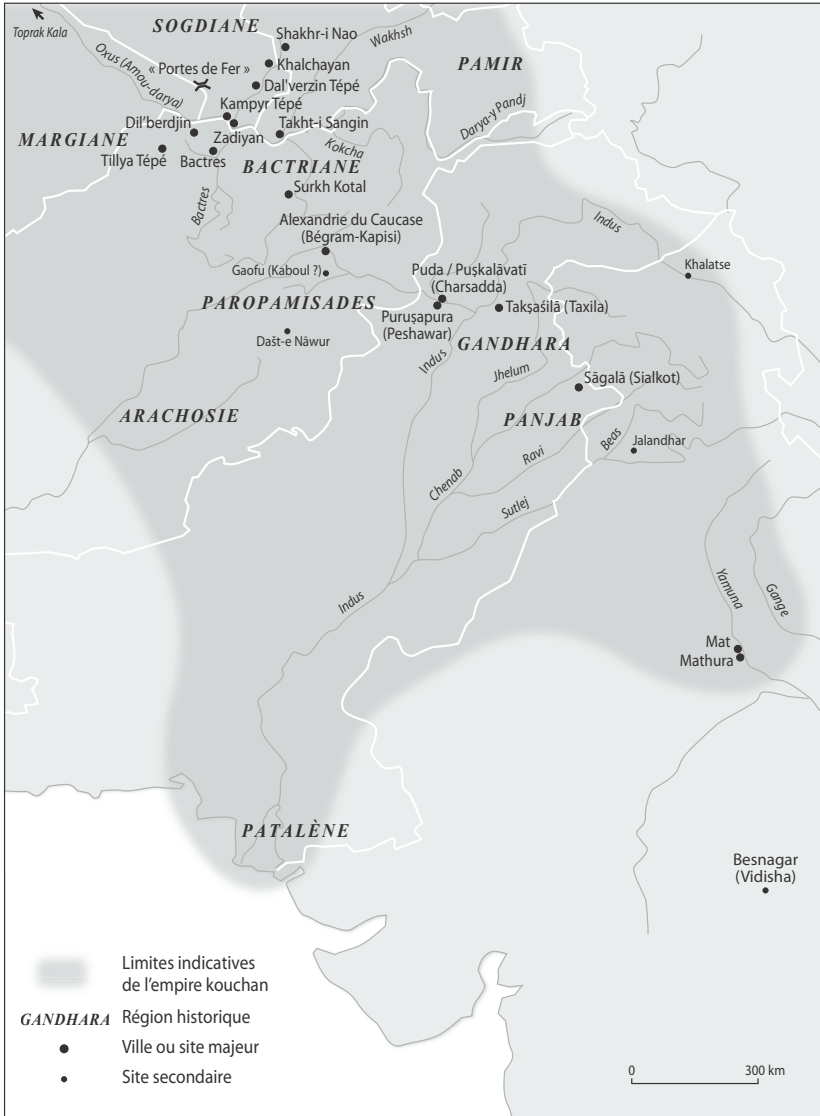 SOGDIANE
Toprak Kala
Shakhr-i Nao
Wakhsh
Oxus (Amou-darya)
« Portes de Fer »
Khalchayan
PAMIR
Dal'verzin Tépé
Kampyr Tépé
Darya-y Pandj
MARGIANE
Dil'berdjin
Zadiyan
Takht-i Sangin
Tillya Tépé
Bactres
Kokcha
BACTRIANE
Bactres
Surkh Kotal
Alexandrie du Caucase
(Bégram-Kapisi)
Indus
Gaofu (Kaboul ?)
Puda / Puṣkalāvatī
(Charsadda)
Khalatse
PAROPAMISADES
Puruṣapura
(Peshawar)
Takṣaśilā (Taxila)
Dašt-e Nāwur
GANDHARA
Indus
Jhelum
Sāgalā (Sialkot)
ARACHOSIE
PANJAB
Beas
Jalandhar
Ravi
Chenab
Sutlej
Yamuna
Gange
Indus
Mat
Mathura
PATALÈNE
Besnagar
(Vidisha)
Limites indicatives
de l'empire kouchan
GANDHARA Région historique
Ville ou site majeur
Site secondaire
0 300 km